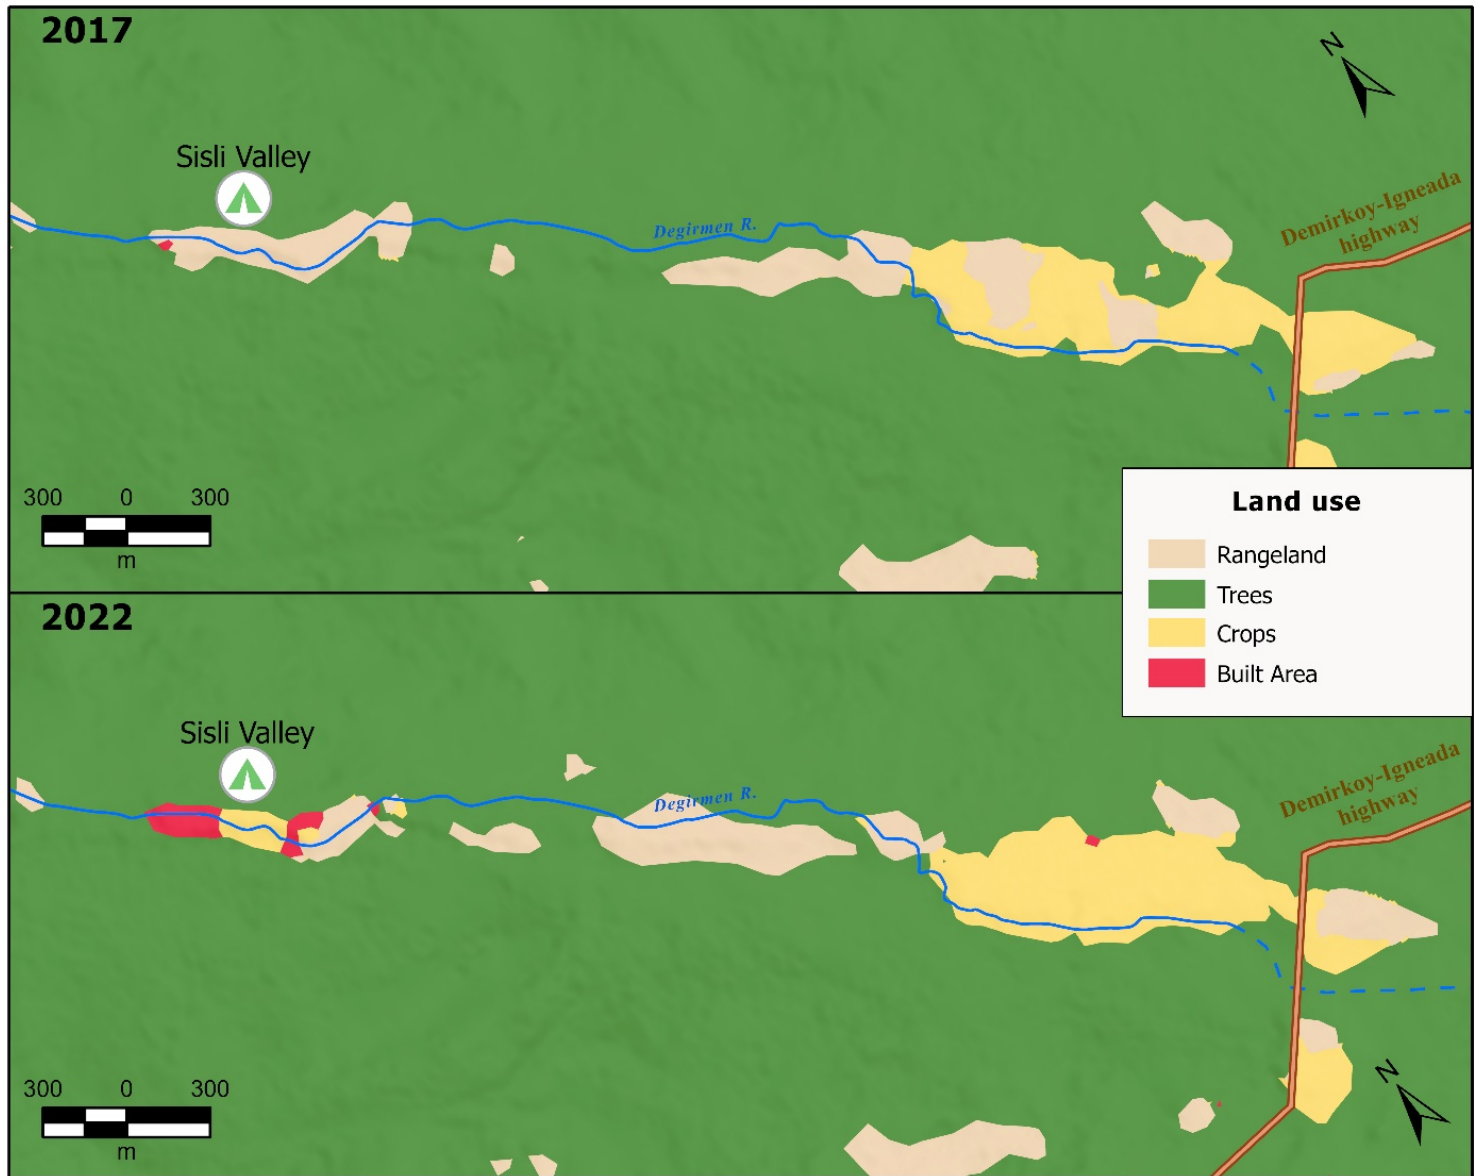 2017
N
Sisli Valley
Demirkoy-Igneada
highway
Degirmen R.
300 0 300
m
Land use
Rangeland
Trees
Crops
Built Area
2022
Sisli Valley
Demirkoy-Igneada
highway
Degirmen R.
N
300 0 300
m